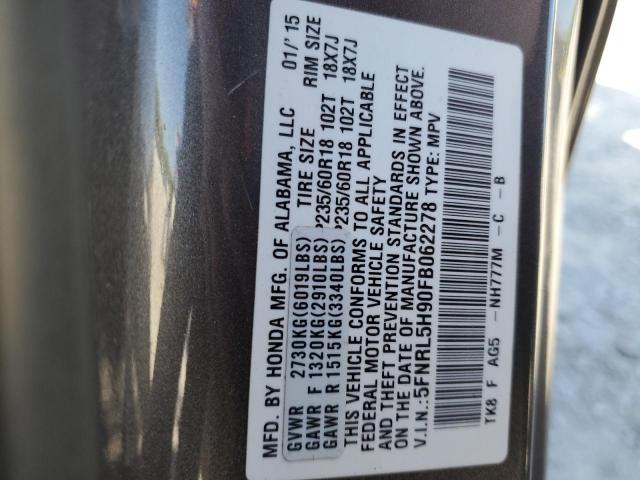 MFD. BY HONDA MFG. OF ALABAMA, LLC 01/'15
TIRE SIZE RIM SIZE
GVWR 2730KG(6019LBS)
GAWR F 1320KG(2910LBS) P235/60R18 102T 18X7J
GAWR R 1515KG(3340LBS) P235/60R18 102T 18X7J
THIS VEHICLE CONFORMS TO ALL APPLICABLE
FEDERAL MOTOR VEHICLE SAFETY
AND THEFT PREVENTION STANDARDS IN EFFECT
ON THE DATE OF MANUFACTURE SHOWN ABOVE.
V.I.N.:5FNRL5H90FB062278 TYPE: MPV
TK8 F AG5 -NH777M -C -B